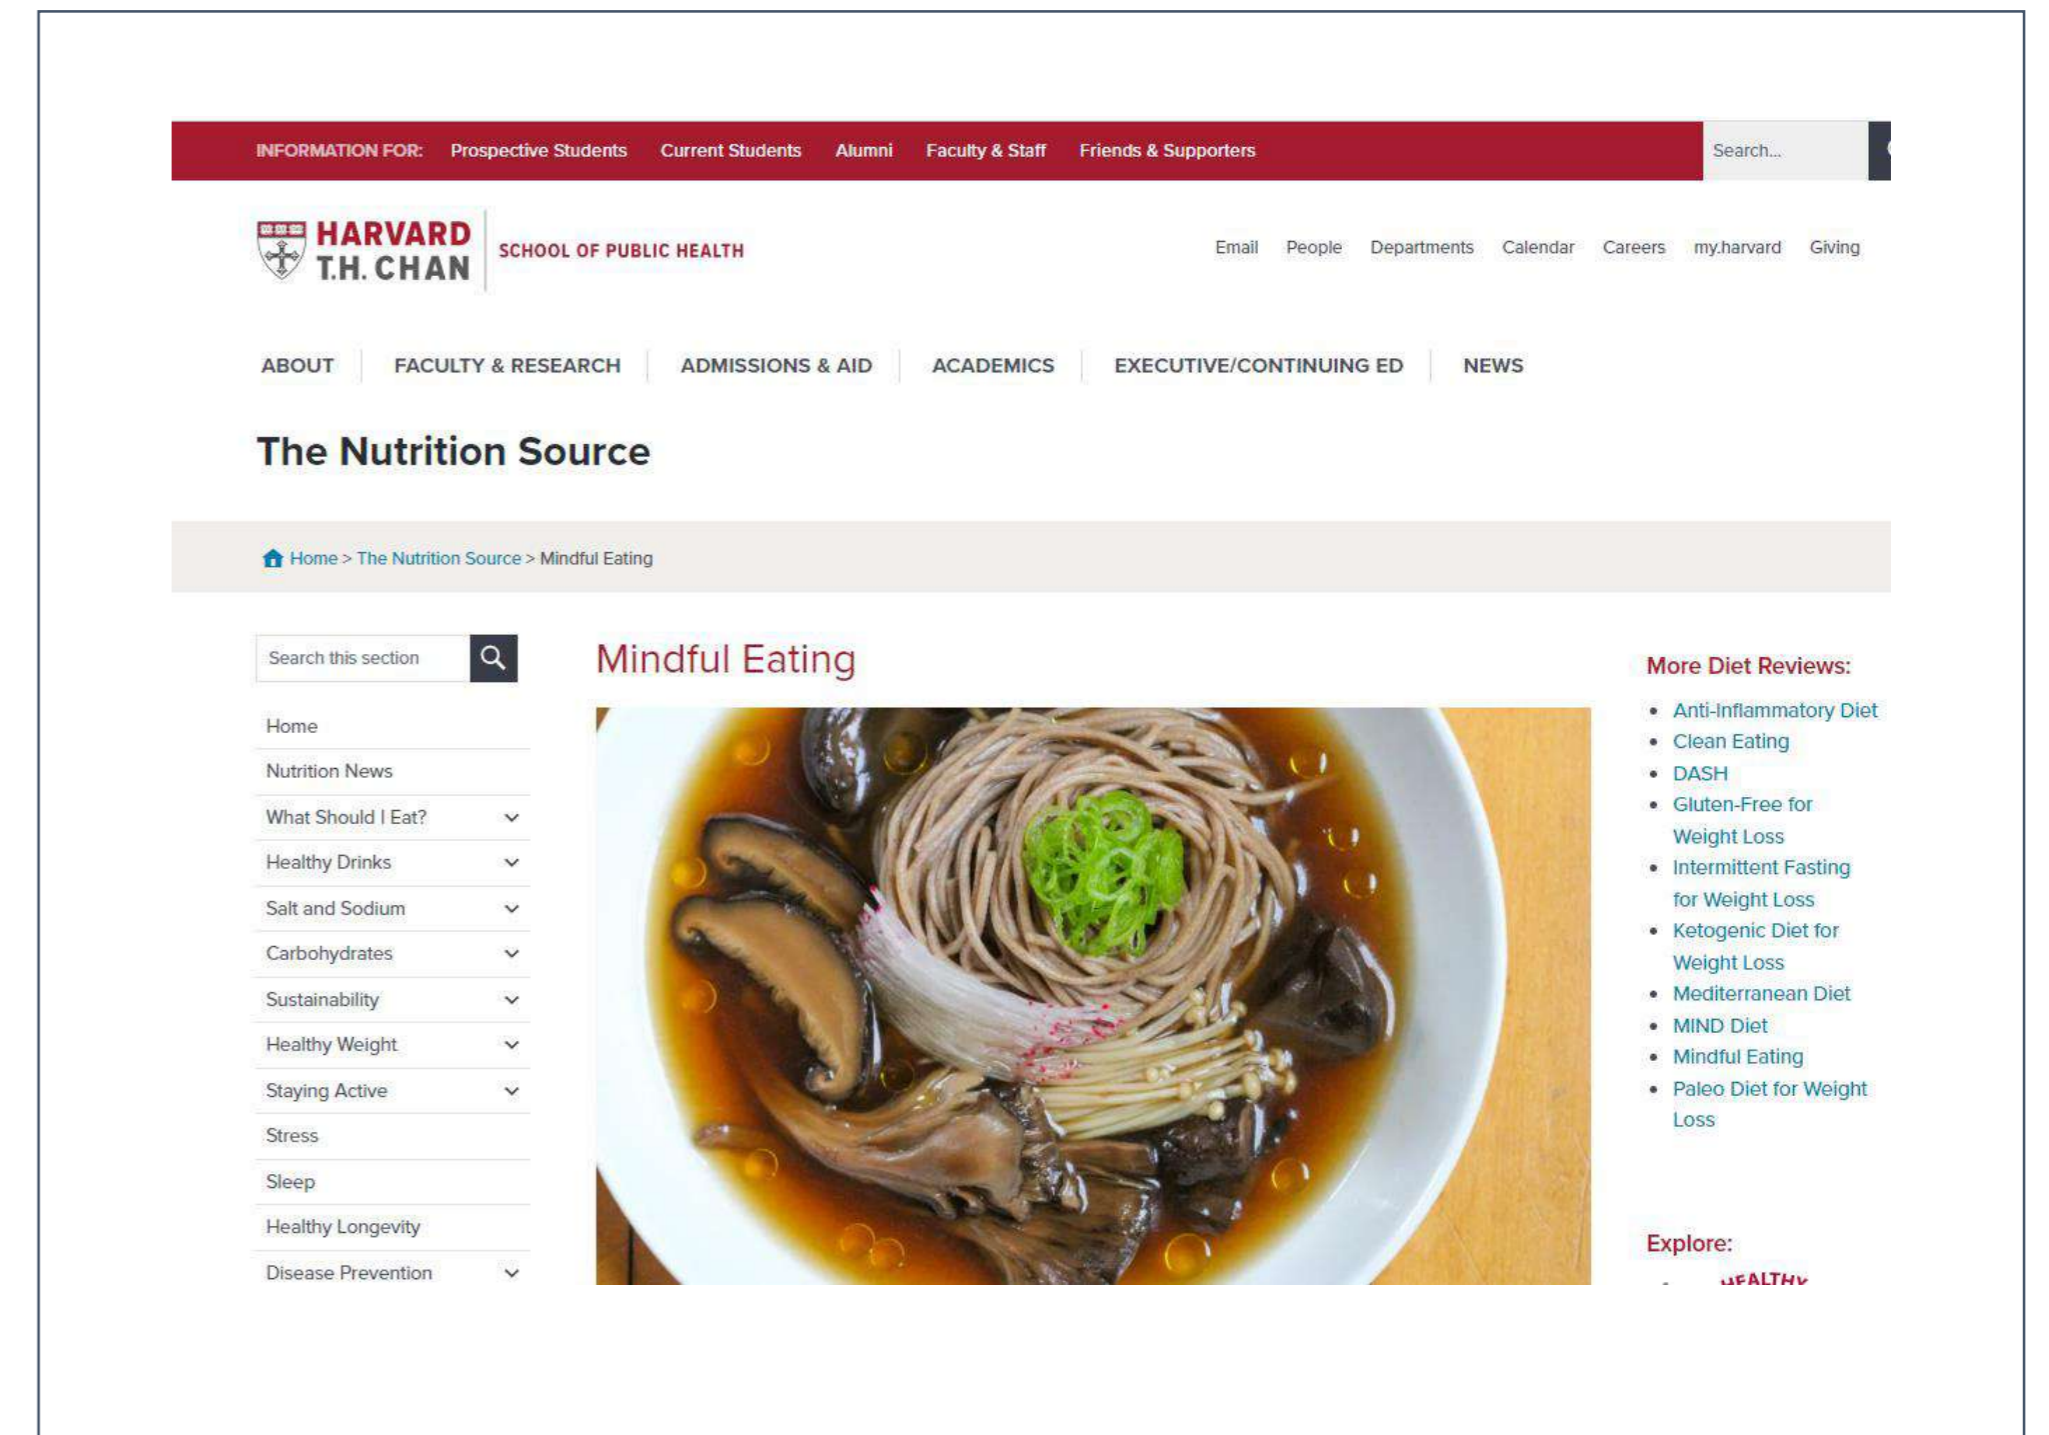 INFORMATION FOR: Prospective Students Current Students Alumni Faculty & Staff Friends & Supporters Search...
HARVARD
T.H. CHAN
SCHOOL OF PUBLIC HEALTH
Email People Departments Calendar Careers my.harvard Giving
ABOUT FACULTY & RESEARCH ADMISSIONS & AID ACADEMICS EXECUTIVE/CONTINUING ED NEWS
The Nutrition Source
Home > The Nutrition Source > Mindful Eating
Search this section
Home
Nutrition News
What Should I Eat?
Healthy Drinks
Salt and Sodium
Carbohydrates
Sustainability
Healthy Weight
Staying Active
Stress
Sleep
Healthy Longevity
Disease Prevention
Mindful Eating
More Diet Reviews:
• Anti-Inflammatory Diet
• Clean Eating
• DASH
• Gluten-Free for
Weight Loss
• Intermittent Fasting
for Weight Loss
• Ketogenic Diet for
Weight Loss
• Mediterranean Diet
• MIND Diet
• Mindful Eating
• Paleo Diet for Weight
Loss
Explore:
HEALTHY